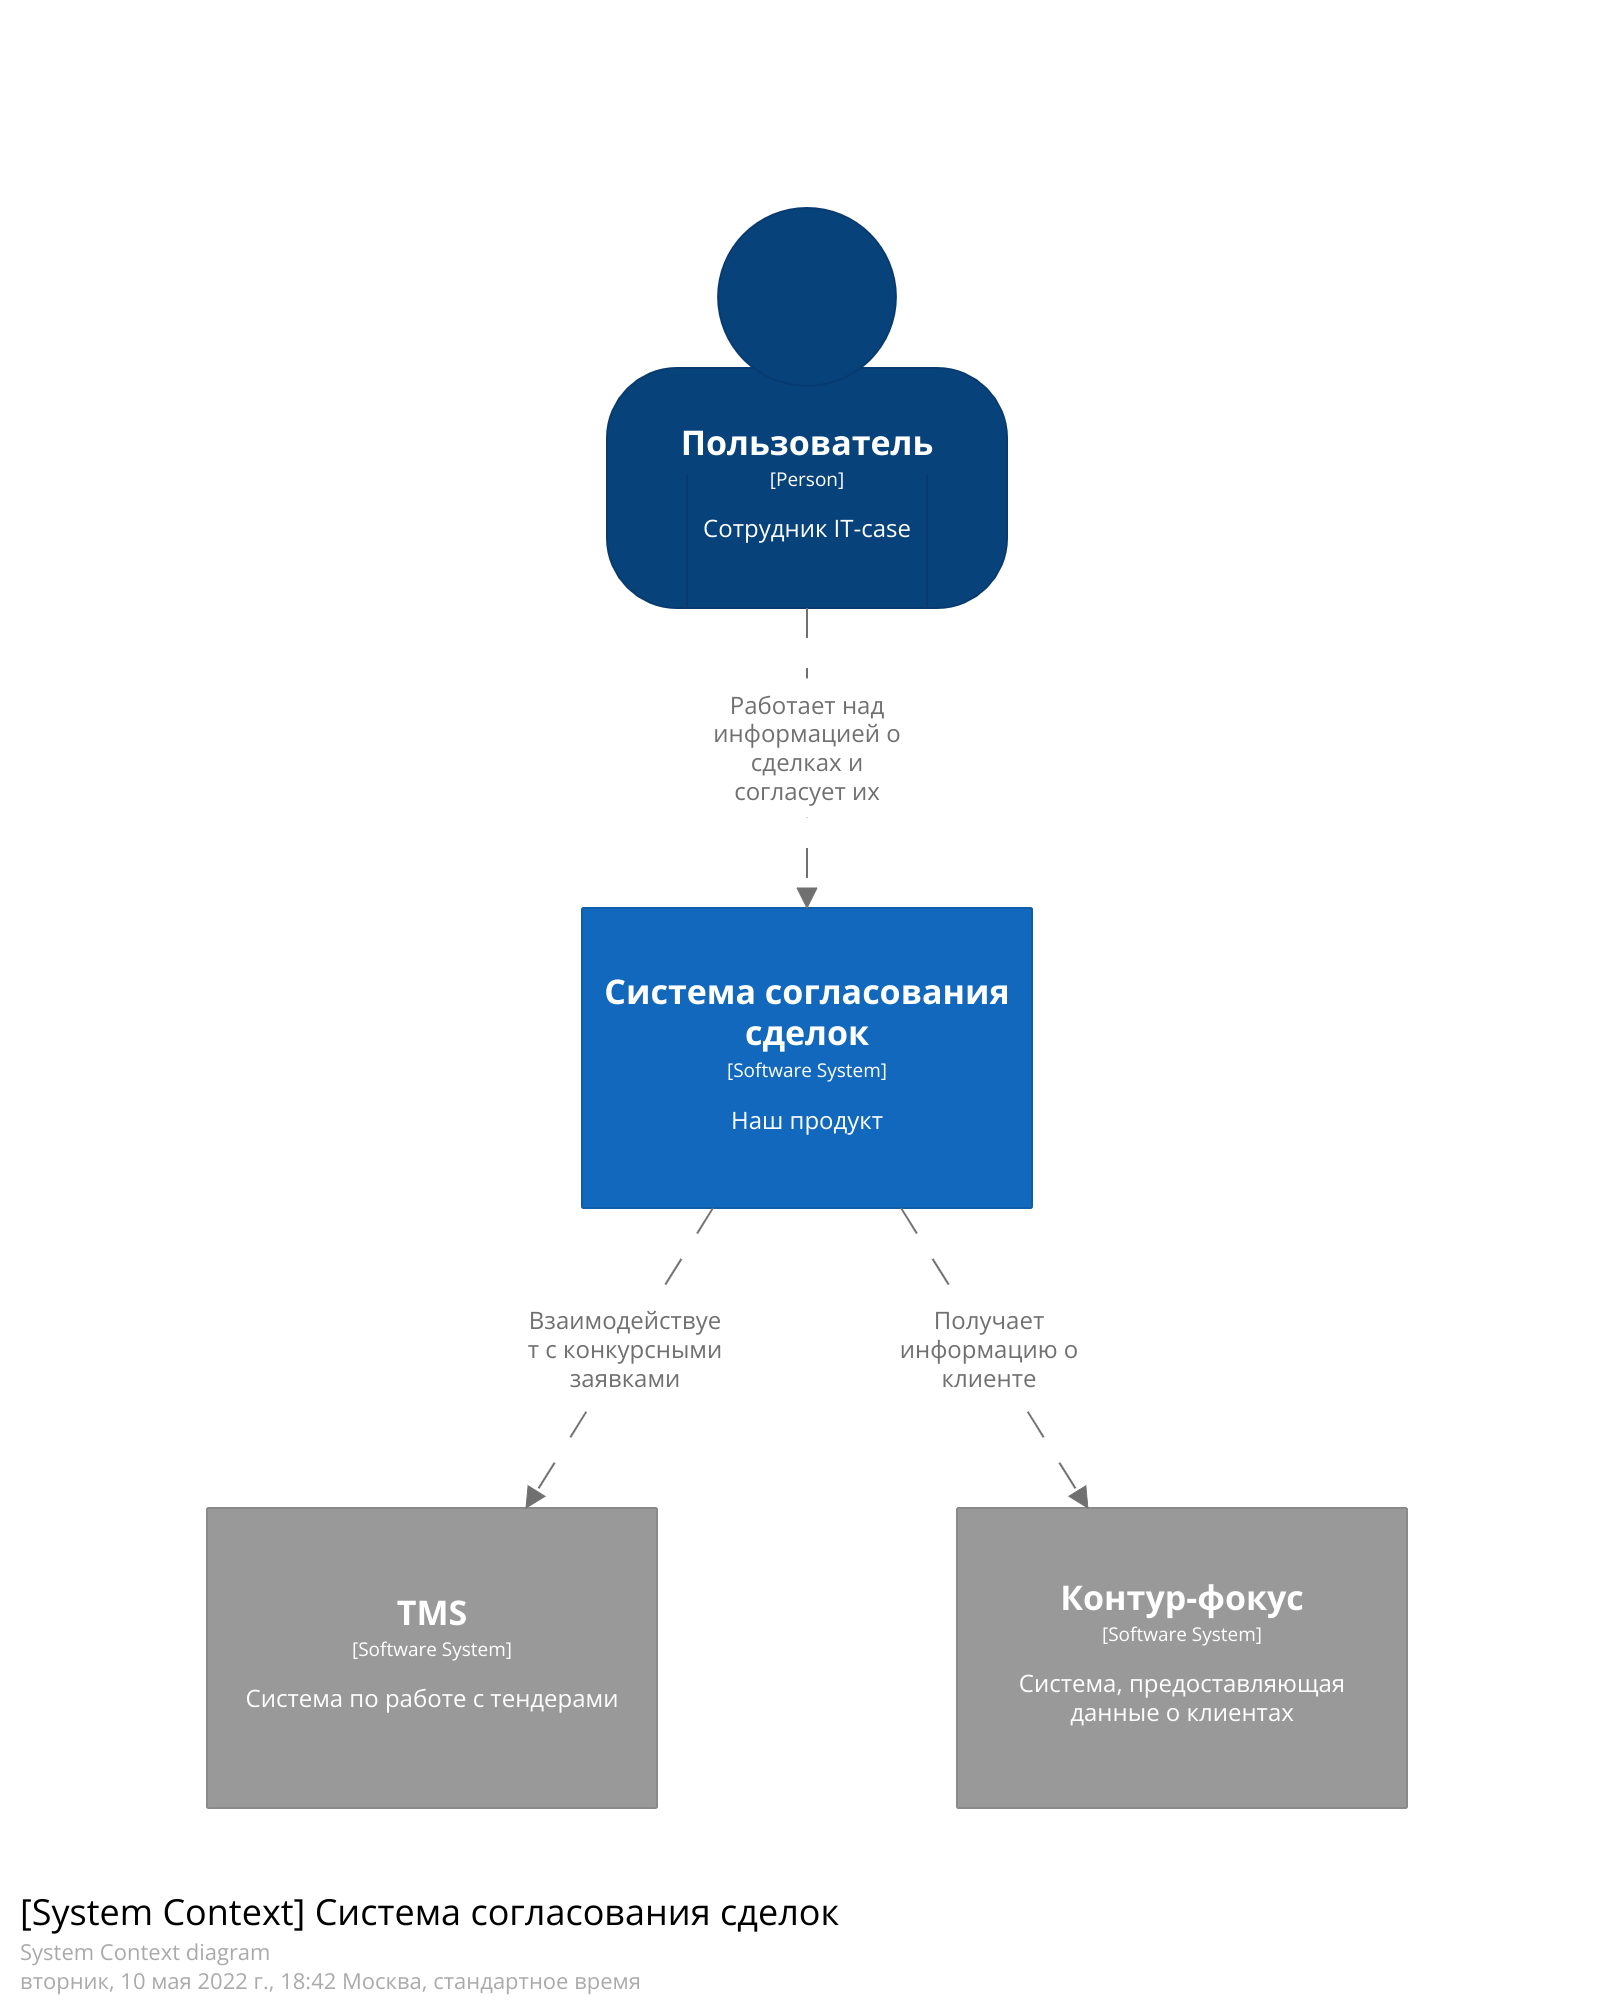 Пользователь
[Person]
Сотрудник IT-case
Работает над
информацией о
сделках и
согласует их
Система согласования
сделок
[Software System]
Наш продукт
Взаимодействуе
т с конкурсными
заявками
Получает
информацию о
клиенте
TMS
[Software System]
Система по работе с тендерами
Контур-фокус
[Software System]
Система, предоставляющая
данные о клиентах
[System Context] Система согласования сделок
System Context diagram
вторник, 10 мая 2022 г., 18:42 Москва, стандартное время